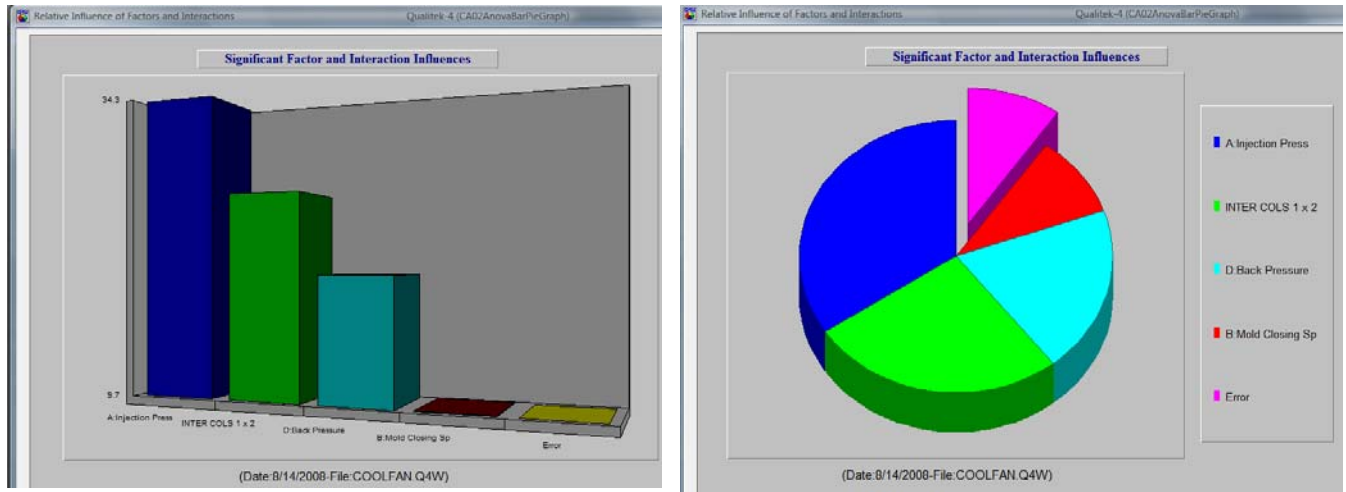 Relative Influence of Factors and Interactions
Qualitek-4 (CA02AnovaBarPieGraph)
Significant Factor and Interaction Influences
34.3
9.7
A:Injection Press
INTER COLS 1 x 2
D:Back Pressure
B:Mold Closing Sp
Error
(Date:8/14/2008-File:COOLFAN.Q4W)
Relative Influence of Factors and Interactions
Qualitek-4 (CA02AnovaBarPieGraph)
Significant Factor and Interaction Influences
A:Injection Press
INTER COLS 1 x 2
D:Back Pressure
B:Mold Closing Sp
Error
(Date:8/14/2008-File:COOLFAN.Q4W)